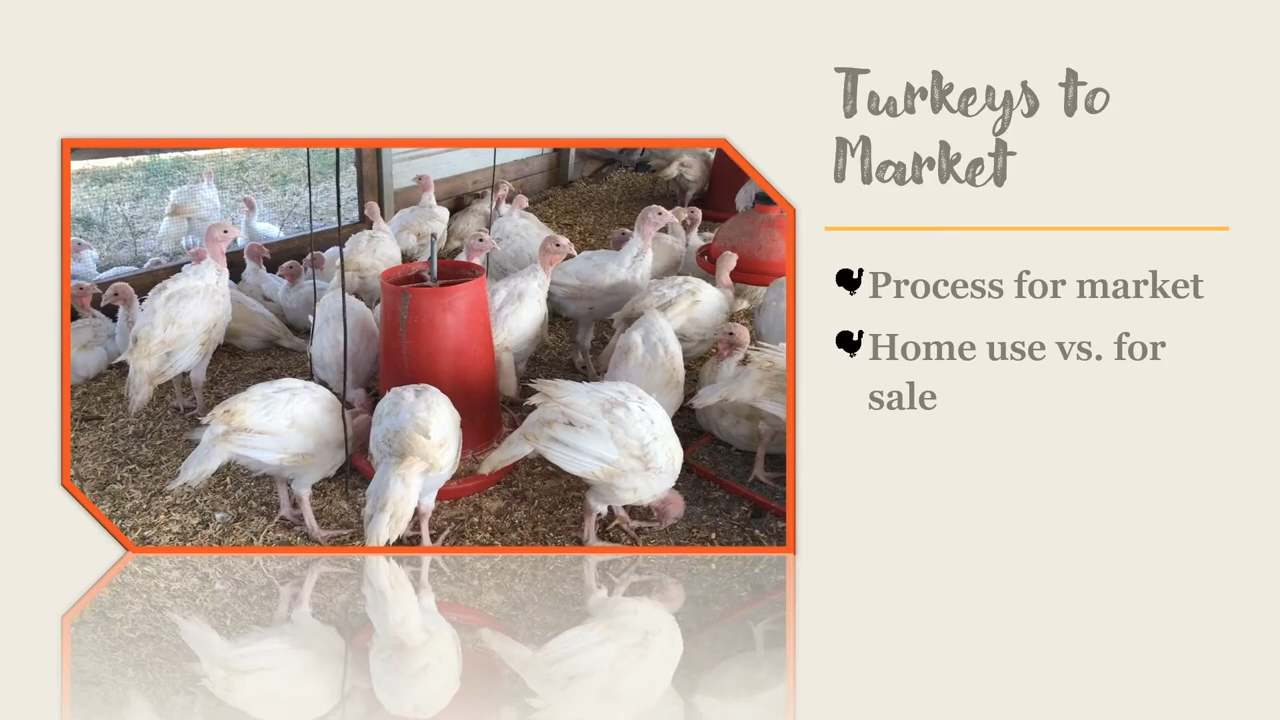 Turkeys to
Market
Process for market
Home use vs. for
sale